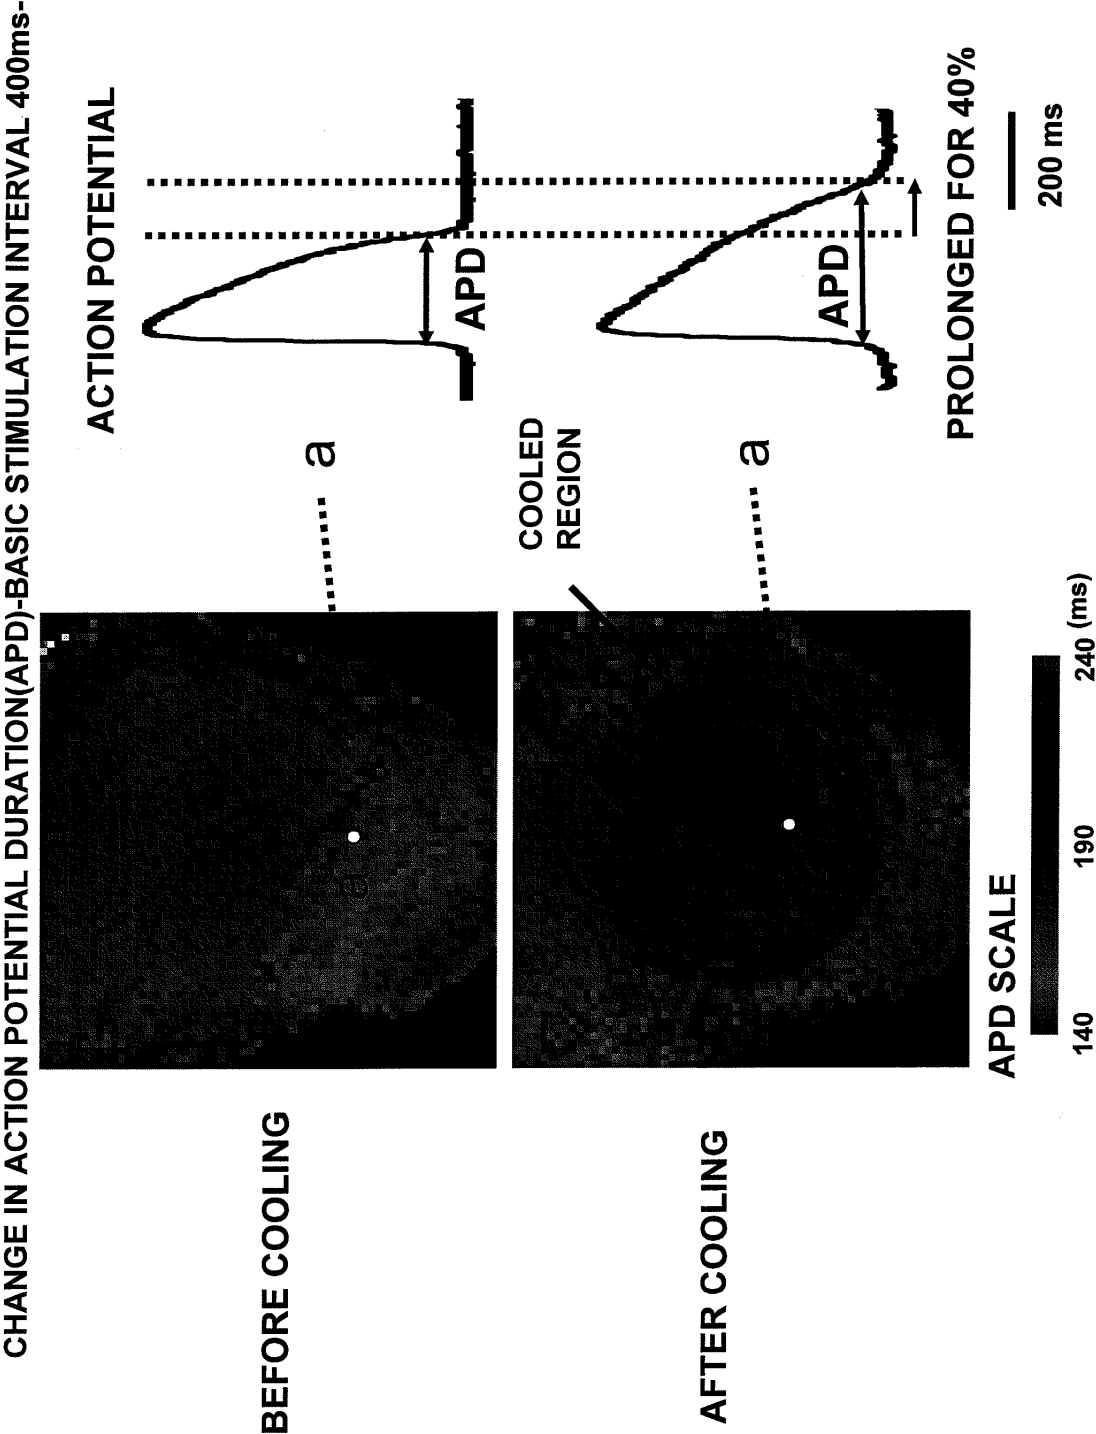 CHANGE IN ACTION POTENTIAL DURATION(APD)-BASIC STIMULATION INTERVAL 400ms-
ACTION POTENTIAL
BEFORE COOLING
a
a
APD
COOLED
REGION
AFTER COOLING
a
APD
PROLONGED FOR 40%
200 ms
APD SCALE
140
190
240 (ms)